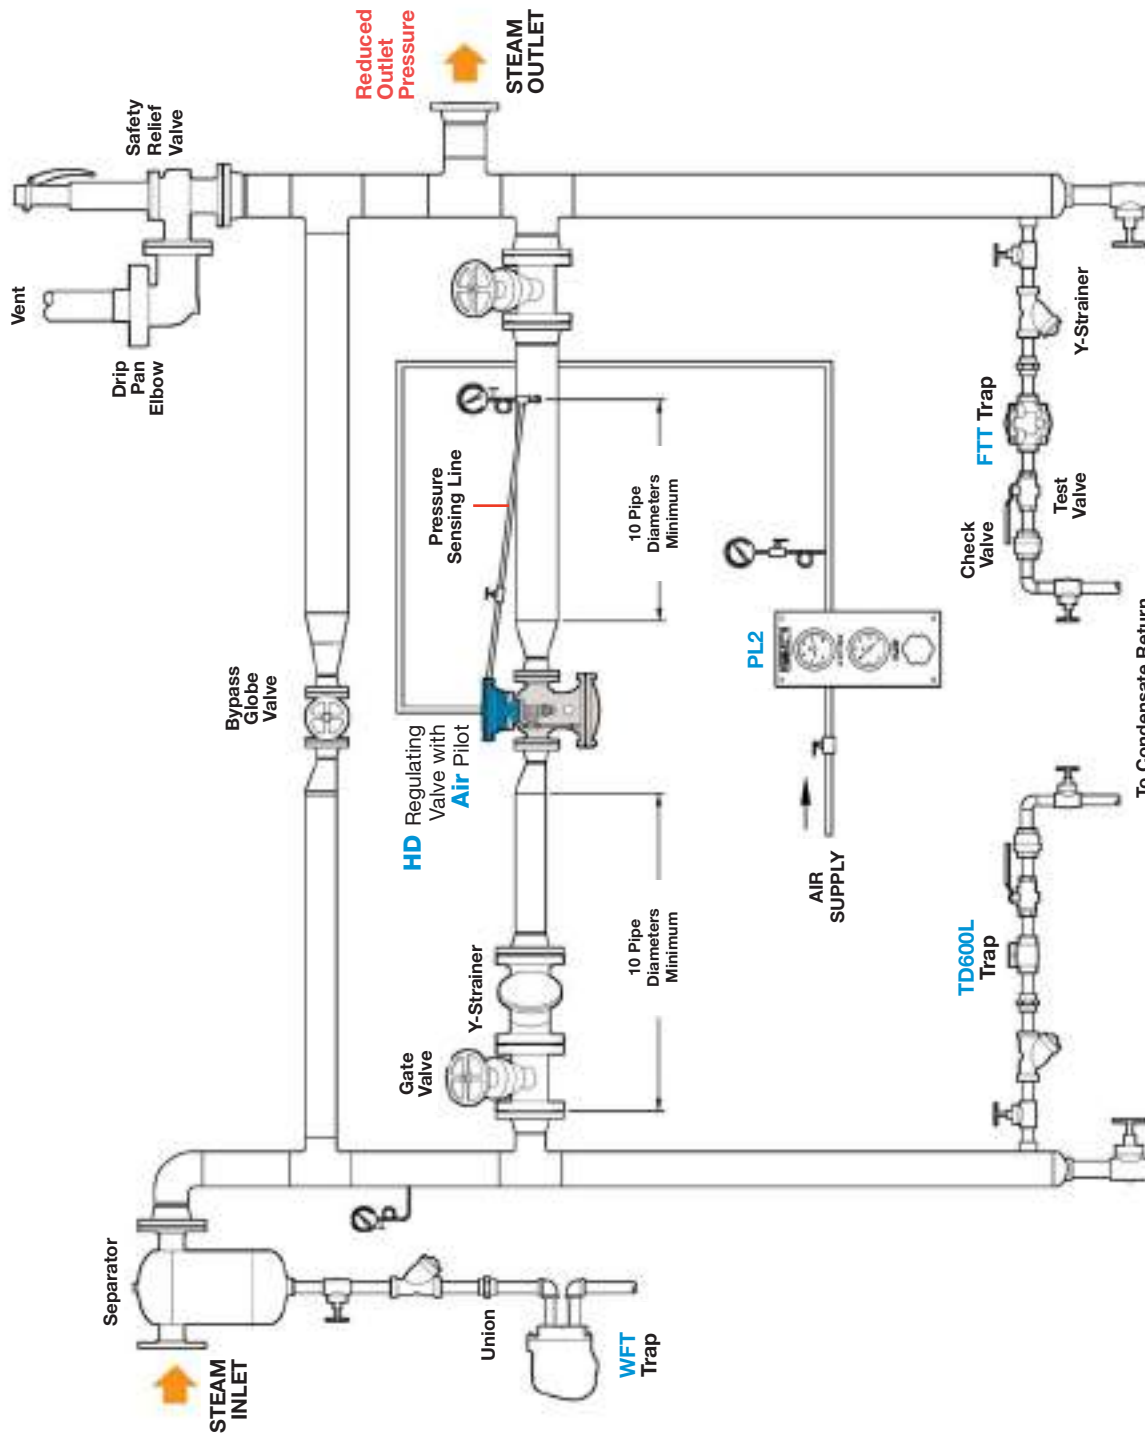 STEAM
INLET
Separator
Union
WFT
Trap
Gate
Valve
Y-Strainer
10 Pipe
Diameters
Minimum
Bypass
Globe
Valve
HD Regulating
Valve with
Air Pilot
Pressure
Sensing Line
10 Pipe
Diameters
Minimum
Vent
Drip
Pan
Elbow
Safety
Relief
Valve
Reduced
Outlet
Pressure
STEAM
OUTLET
AIR
SUPPLY
PL2
TD600L
Trap
To Condensate Return
Check
Valve
Test
Valve
FTT Trap
Y-Strainer